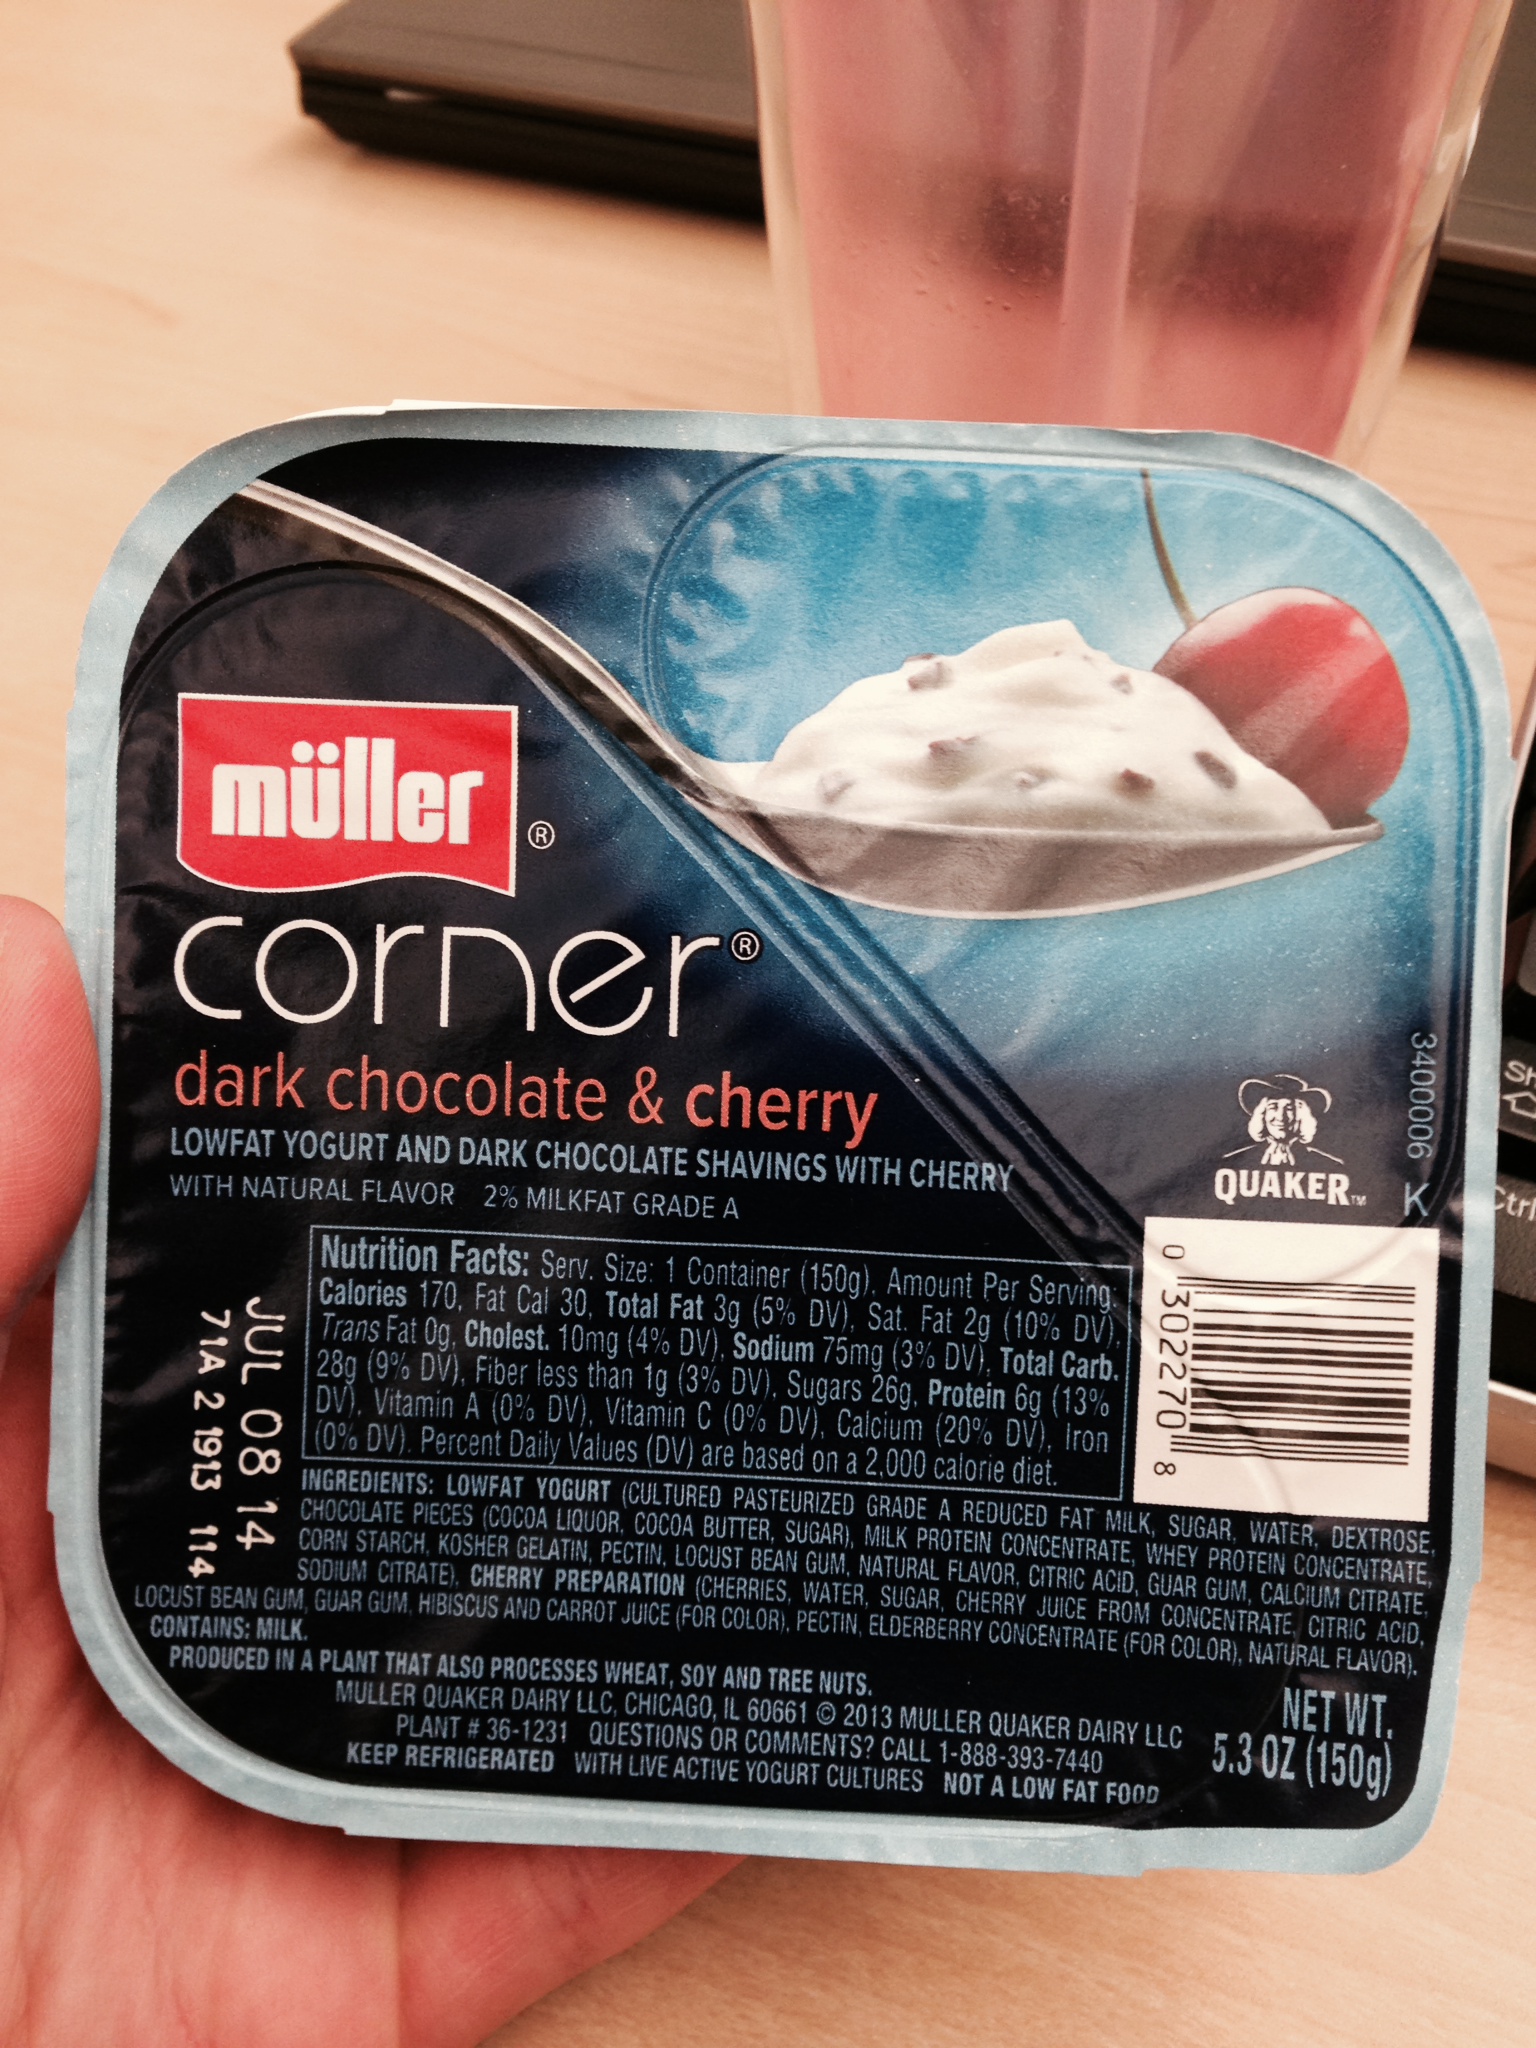 müller
®
corner®
dark chocolate & cherry
LOWFAT YOGURT AND DARK CHOCOLATE SHAVINGS WITH CHERRY
WITH NATURAL FLAVOR 2% MILKFAT GRADE A
QUAKER™
3400006 K
Nutrition Facts: Serv. Size: 1 Container (150g), Amount Per Serving:
Calories 170, Fat Cal 30, Total Fat 3g (5% DV), Sat. Fat 2g (10% DV),
Trans Fat 0g, Cholest. 10mg (4% DV), Sodium 75mg (3% DV), Total Carb.
28g (9% DV), Fiber less than 1g (3% DV), Sugars 26g, Protein 6g (13%
DV), Vitamin A (0% DV), Vitamin C (0% DV), Calcium (20% DV), Iron
(0% DV). Percent Daily Values (DV) are based on a 2,000 calorie diet.
0 302270 8
JUL 08 14
71A 2 1913 114
INGREDIENTS: LOWFAT YOGURT (CULTURED PASTEURIZED GRADE A REDUCED FAT MILK, SUGAR, WATER, DEXTROSE,
CHOCOLATE PIECES (COCOA LIQUOR, COCOA BUTTER, SUGAR), MILK PROTEIN CONCENTRATE, WHEY PROTEIN CONCENTRATE,
CORN STARCH, KOSHER GELATIN, PECTIN, LOCUST BEAN GUM, NATURAL FLAVOR, CITRIC ACID, GUAR GUM, CALCIUM CITRATE,
SODIUM CITRATE), CHERRY PREPARATION (CHERRIES, WATER, SUGAR, CHERRY JUICE FROM CONCENTRATE, CITRIC ACID,
LOCUST BEAN GUM, GUAR GUM, HIBISCUS AND CARROT JUICE (FOR COLOR), PECTIN, ELDERBERRY CONCENTRATE (FOR COLOR), NATURAL FLAVOR).
CONTAINS: MILK.
PRODUCED IN A PLANT THAT ALSO PROCESSES WHEAT, SOY AND TREE NUTS.
MULLER QUAKER DAIRY LLC, CHICAGO, IL 60661 © 2013 MULLER QUAKER DAIRY LLC
PLANT # 36-1231 QUESTIONS OR COMMENTS? CALL 1-888-393-7440
KEEP REFRIGERATED WITH LIVE ACTIVE YOGURT CULTURES NOT A LOW FAT FOOD
NET WT.
5.3 OZ (150g)
Ctrl